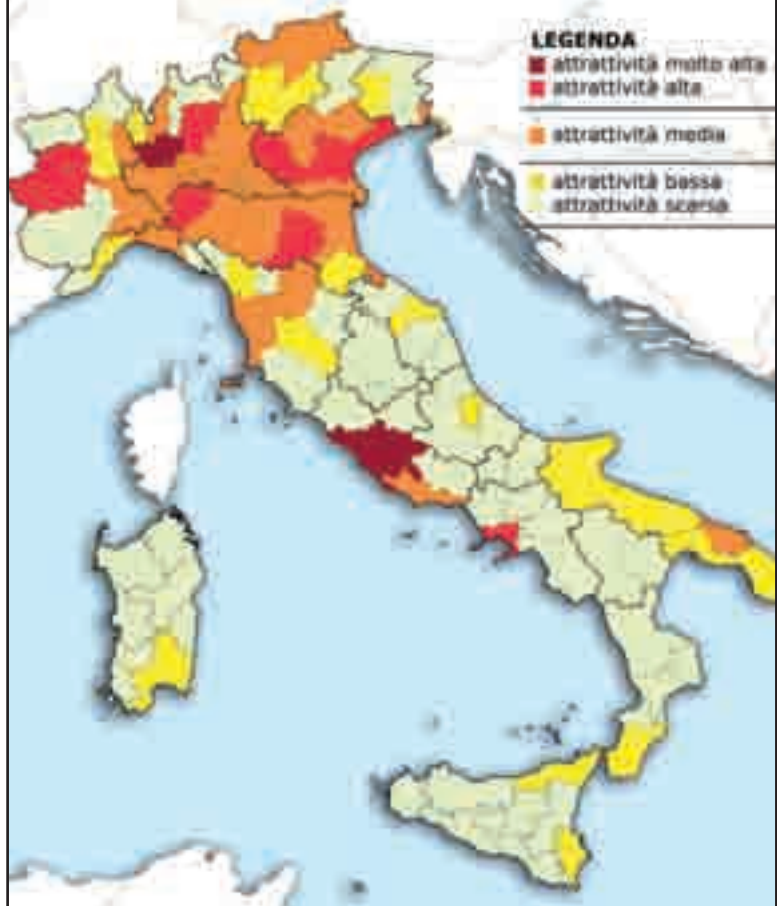 LEGENDA
attrattività molto alta
attrattività alta
attrattività media
attrattività bassa
attrattività scarsa